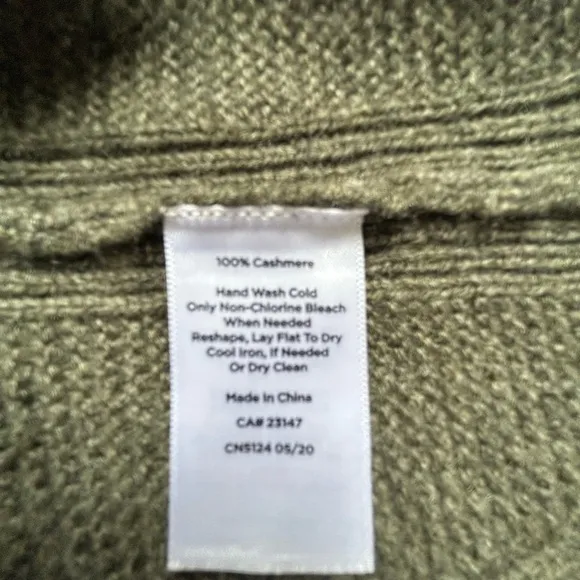 100% Cashmere
Hand Wash Cold
Only Non-Chlorine Bleach
When Needed
Reshape, Lay Flat To Dry
Cool Iron, If Needed
Or Dry Clean
Made In China
CA# 23147
CN5124 05/20